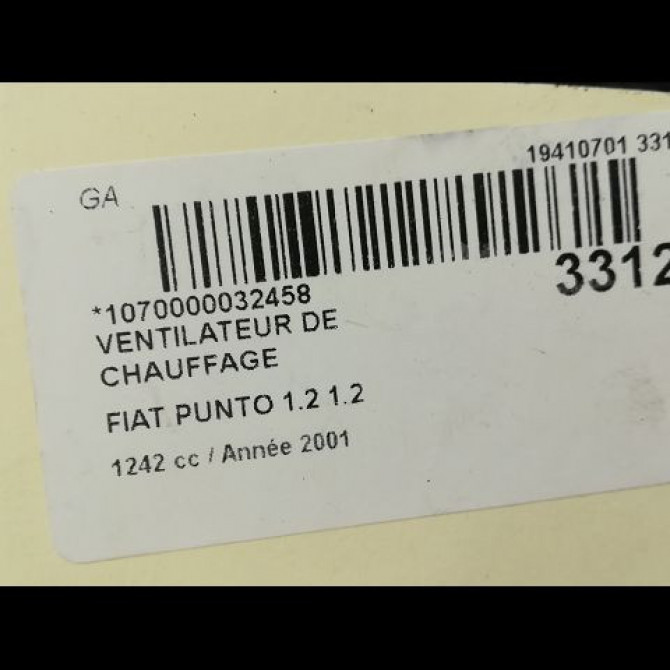 GA
19410701 331
3312
*1070000032458
VENTILATEUR DE
CHAUFFAGE
FIAT PUNTO 1.2 1.2
1242 cc / Année 2001